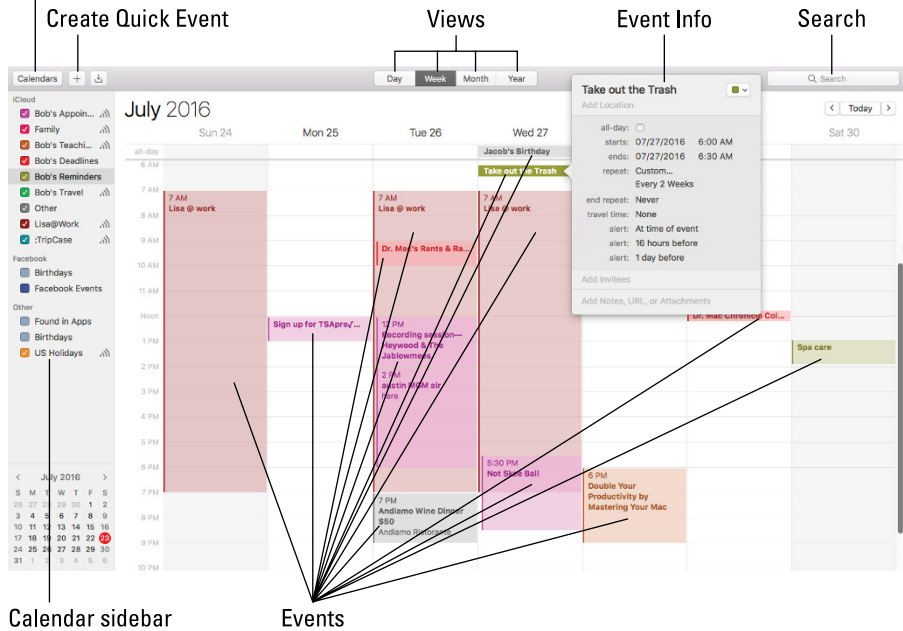 Create Quick Event
Views
Event Info
Search
Calendars
+
Day
Week
Month
Year
Search
iCloud
Bob's Appoin...
Family
Bob's Teachi...
Bob's Deadlines
Bob's Reminders
Bob's Travel
Other
Lisa@Work
:TripCase
Facebook
Birthdays
Facebook Events
Other
Found in Apps
Birthdays
US Holidays
July 2016
< Today >
Sun 24
Mon 25
Tue 26
Wed 27
Sat 30
all-day
Jacob's Birthday
6 AM
Take out the Trash
7 AM
8 AM
9 AM
10 AM
11 AM
Noon
1 PM
2 PM
3 PM
4 PM
5 PM
6 PM
7 PM
8 PM
9 PM
10 PM
7 AM
Lisa @ work
Sign up for TSApre√/...
7 AM
Lisa @ work
Dr. Mac's Rants & Ra...
12 PM
Recording session—
Heywood & The
Jablowmees
2 PM
austin MGM air
here
7 PM
Andiamo Wine Dinner
$50
Andiamo Ristorante
7 AM
Lisa @ work
5:30 PM
Not Skee Ball
6 PM
Double Your
Productivity by
Mastering Your Mac
Dr. Mac Chronicle Col...
Spa care
Take out the Trash
Add Location
all-day:
starts: 07/27/2016 6:00 AM
ends: 07/27/2016 6:30 AM
repeat: Custom...
Every 2 Weeks
end repeat: Never
travel time: None
alert: At time of event
alert: 16 hours before
alert: 1 day before
Add Invitees
Add Notes, URL, or Attachments
< July 2016 >
S M T W T F S
26 27 28 29 30 1 2
3 4 5 6 7 8 9
10 11 12 13 14 15 16
17 18 19 20 21 22 23
24 25 26 27 28 29 30
31 1 2 3 4 5 6
Calendar sidebar
Events